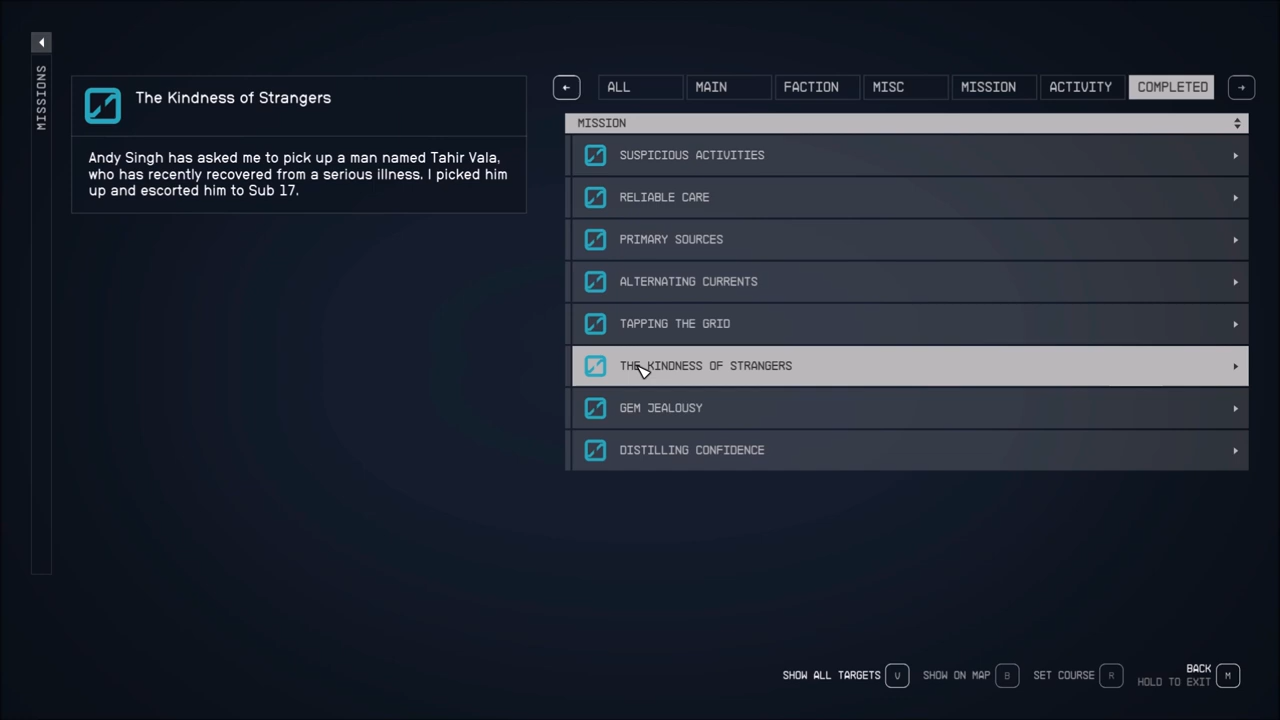 MISSIONS
The Kindness of Strangers
Andy Singh has asked me to pick up a man named Tahir Vala,
who has recently recovered from a serious illness. I picked him
up and escorted him to Sub 17.
ALL MAIN FACTION MISC MISSION ACTIVITY COMPLETED
MISSION
SUSPICIOUS ACTIVITIES
RELIABLE CARE
PRIMARY SOURCES
ALTERNATING CURRENTS
TAPPING THE GRID
THE KINDNESS OF STRANGERS
GEM JEALOUSY
DISTILLING CONFIDENCE
SHOW ALL TARGETS V SHOW ON MAP B SET COURSE R BACK M
HOLD TO EXIT